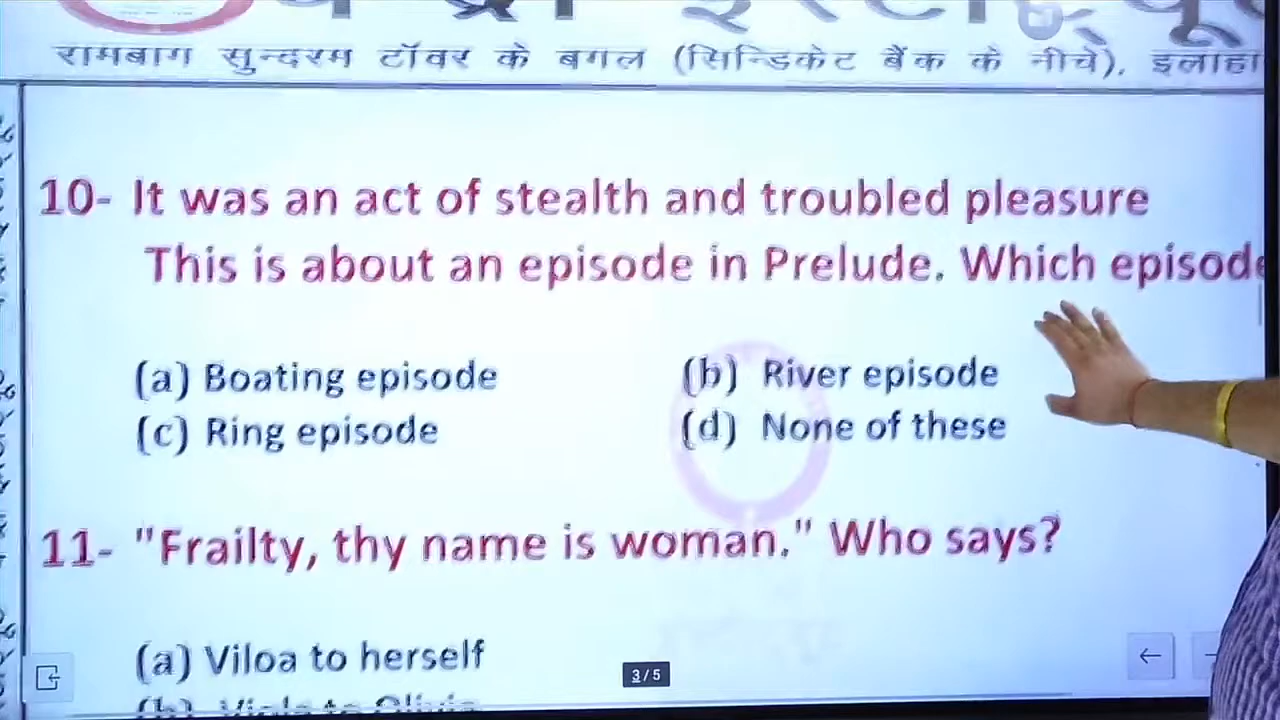 रामबाग सुन्दरम टॉवर के बगल (सिन्डिकेट बैंक के नीचे), इलाहा
10- It was an act of stealth and troubled pleasure
This is about an episode in Prelude. Which episode
(a) Boating episode (b) River episode
(c) Ring episode (d) None of these
11- "Frailty, thy name is woman." Who says?
(a) Viloa to herself
3/5